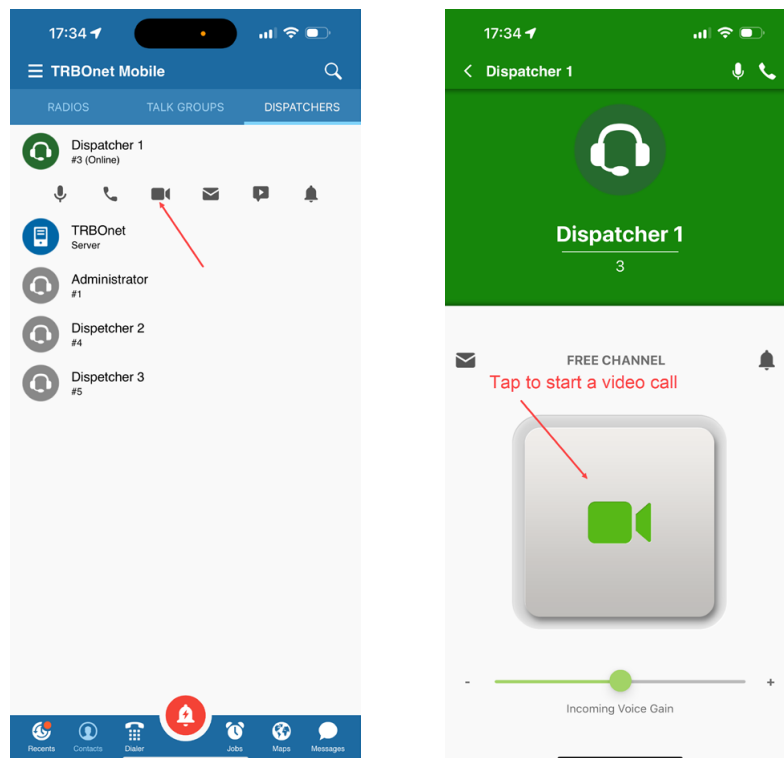 17:34
TRBOnet Mobile
RADIOS
TALK GROUPS
DISPATCHERS
Dispatcher 1
#3 (Online)
TRBOnet
Server
Administrator
#1
Dispetcher 2
#4
Dispetcher 3
#5
Recents
Contacts
Dialer
Jobs
Maps
Messages
17:34
Dispatcher 1
Dispatcher 1
3
FREE CHANNEL
Tap to start a video call
- +
Incoming Voice Gain